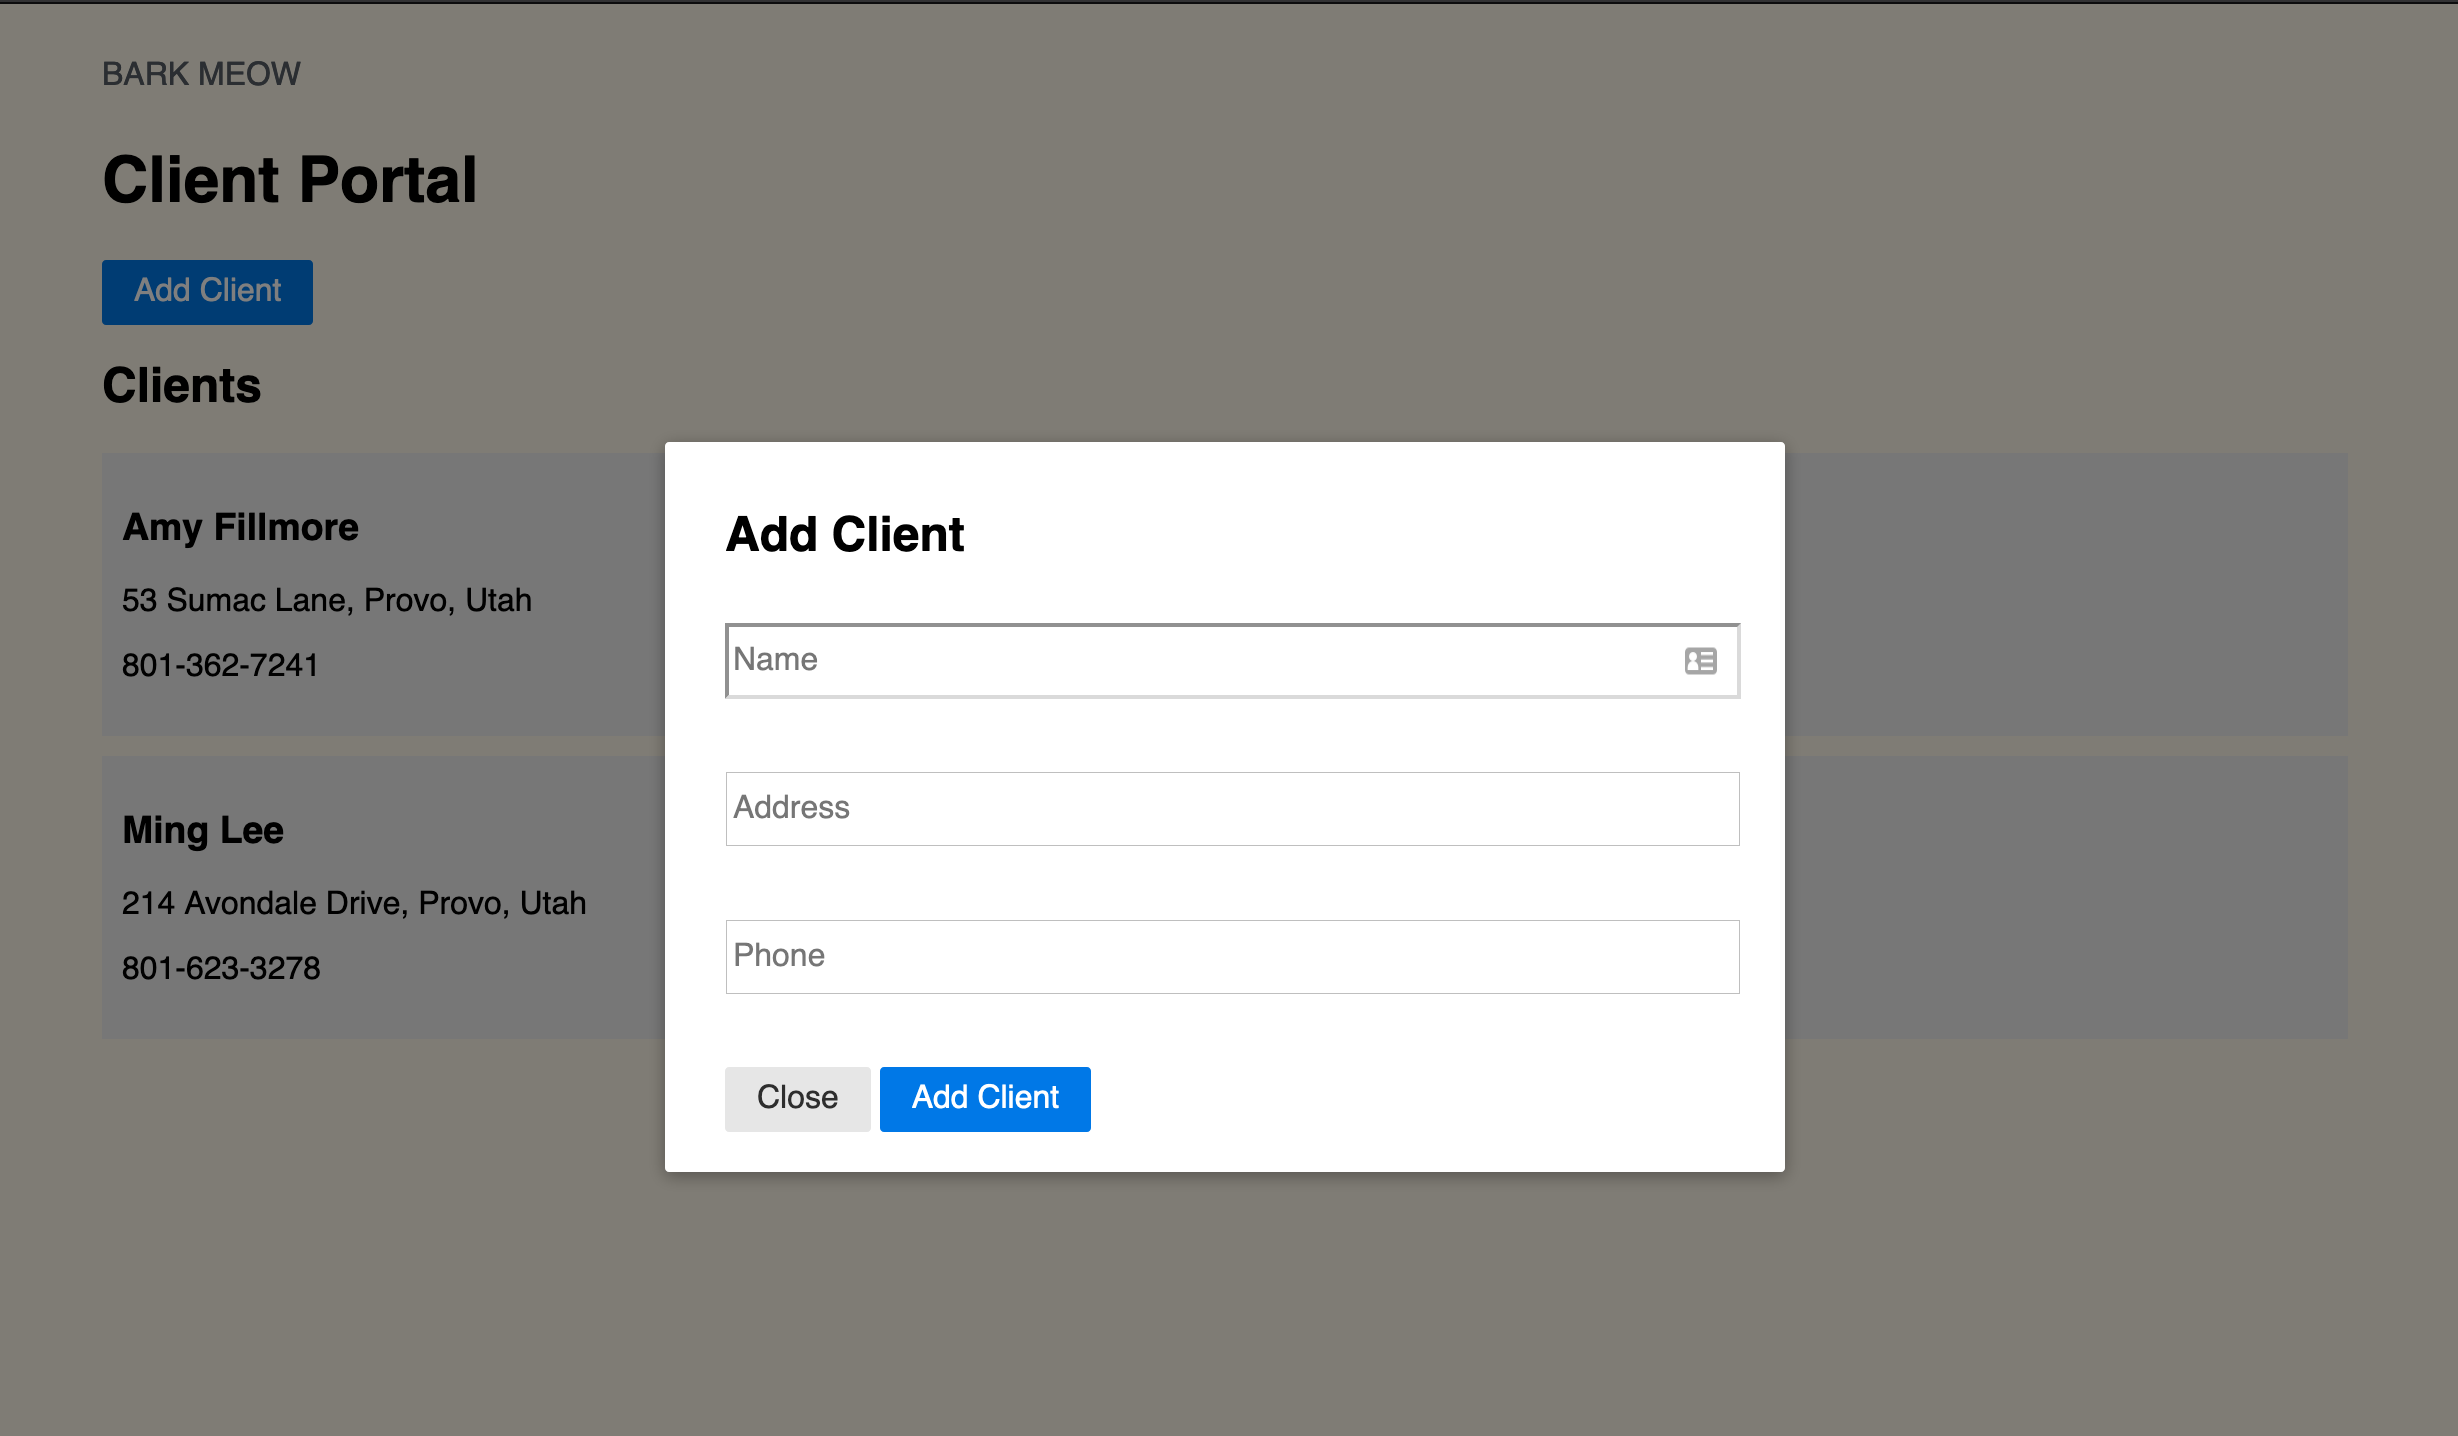 BARK MEOW
Client Portal
Add Client
Clients
Amy Fillmore
53 Sumac Lane, Provo, Utah
801-362-7241
Ming Lee
214 Avondale Drive, Provo, Utah
801-623-3278
Add Client
Name
Address
Phone
Close Add Client